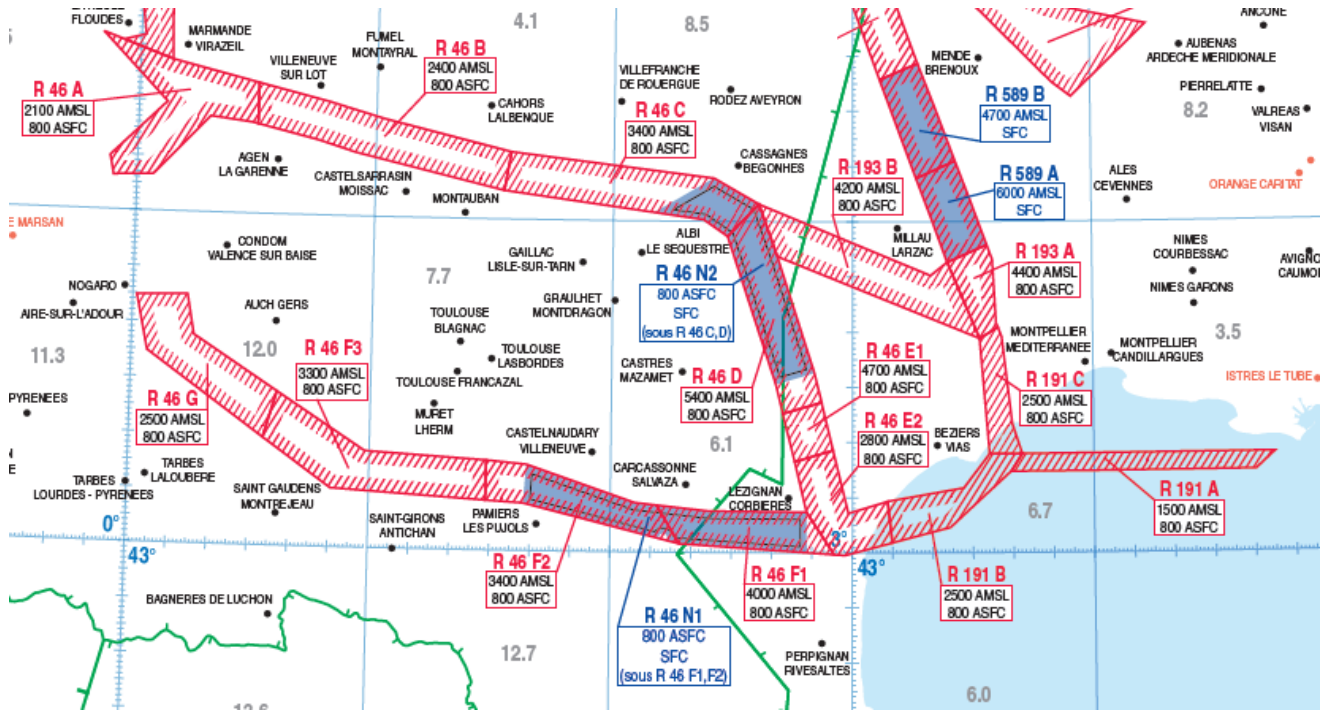 FLOUDES
MARMANDE
VIRAZEIL
4.1
8.5
ANCONE
AUBENAS
ARDECHE MERIDIONALE
FUMEL
MONTAYRAL
R 46 B
2400 AMSL
800 ASFC
VILLENEUVE
SUR LOT
VILLEFRANCHE
DE ROUERGUE
MENDE
BRENOUX
PIERRELATTE
R 46 A
2100 AMSL
800 ASFC
CAHORS
LALBENQUE
RODEZ AVEYRON
R 589 B
4700 AMSL
SFC
8.2
VALREAS
VISAN
R 46 C
3400 AMSL
800 ASFC
AGEN
LA GARENNE
CASTELSARRASIN
MOISSAC
CASSAGNES
BEGONHES
R 193 B
4200 AMSL
800 ASFC
R 589 A
6000 AMSL
SFC
ALES
CEVENNES
ORANGE CARITAT
MONTAUBAN
E MARSAN
CONDOM
VALENCE SUR BAISE
ALBI
LE SEQUESTRE
MILLAU
LARZAC
NIMES
COURBESSAC
AVIGNO
CAUMO
GAILLAC
LISLE-SUR-TARN
R 46 N2
800 ASFC
SFC
(sous R 46 C,D)
R 193 A
4400 AMSL
800 ASFC
7.7
NOGARO
AIRE-SUR-L'ADOUR
AUCH GERS
GRAULHET
MONTDRAGON
NIMES GARONS
TOULOUSE
BLAGNAC
3.5
11.3
12.0
R 46 F3
3300 AMSL
800 ASFC
TOULOUSE
LASBORDES
TOULOUSE FRANCAZAL
CASTRES
MAZAMET
R 46 D
5400 AMSL
800 ASFC
R 46 E1
4700 AMSL
800 ASFC
MONTPELLIER
MEDITERRANEE
MONTPELLIER
CANDILLARGUES
ISTRES LE TUBE
PYRENEES
R 46 G
2500 AMSL
800 ASFC
R 191 C
2500 AMSL
800 ASFC
MURET
LHERM
R 46 E2
2800 AMSL
800 ASFC
CASTELNAUDARY
VILLENEUVE
6.1
BEZIERS
VIAS
TARBES
LALOUBERE
TARBES
LOURDES - PYRENEES
SAINT GAUDENS
MONTREJEAU
CARCASSONNE
SALVAZA
LEZIGNAN
CORBIERES
R 191 A
1500 AMSL
800 ASFC
0°
43°
SAINT-GIRONS
ANTICHAN
PAMIERS
LES PUJOLS
6.7
3°
43°
R 46 F2
3400 AMSL
800 ASFC
R 46 F1
4000 AMSL
800 ASFC
R 191 B
2500 AMSL
800 ASFC
BAGNERES DE LUCHON
R 46 N1
800 ASFC
SFC
(sous R 46 F1,F2)
12.7
PERPIGNAN
RIVESALTES
6.0